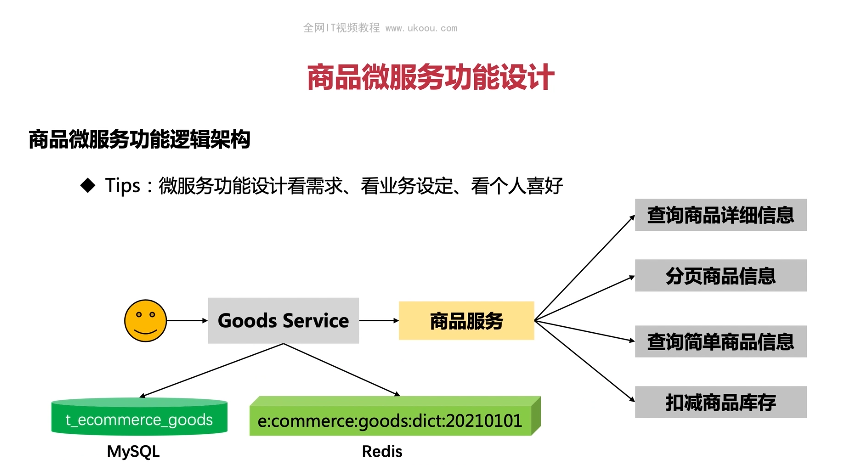 全网IT视频教程 www.ukoou.com
商品微服务功能设计
商品微服务功能逻辑架构
◆ Tips：微服务功能设计看需求、看业务设定、看个人喜好
查询商品详细信息
分页商品信息
Goods Service
商品服务
查询简单商品信息
扣减商品库存
t_ecommerce_goods
e:commerce:goods:dict:20210101
MySQL
Redis